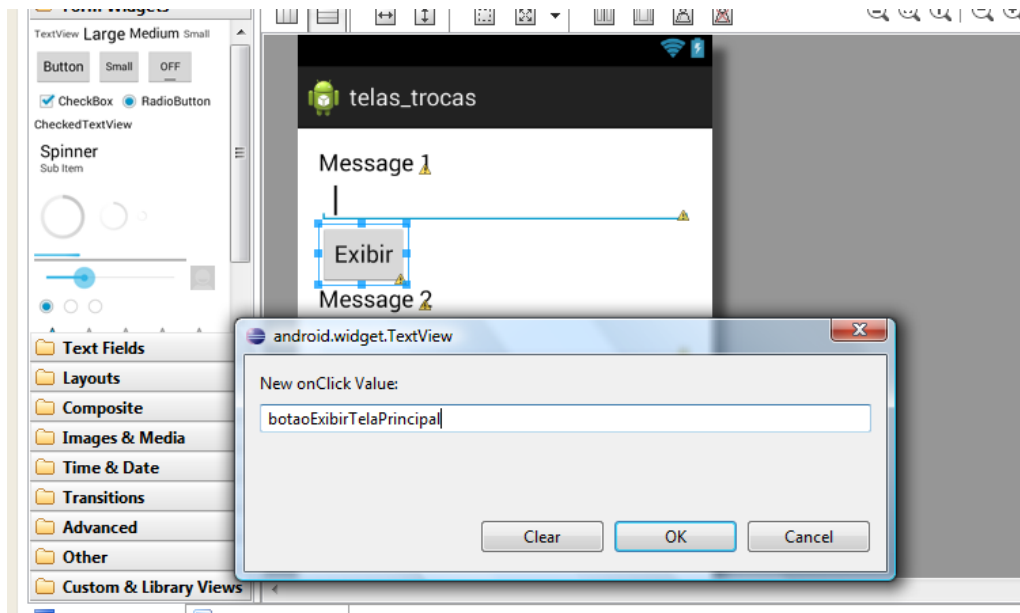 Form Widgets
TextView Large Medium Small
Button Small OFF
CheckBox RadioButton
CheckedTextView
Spinner
Sub Item
Text Fields
Layouts
Composite
Images & Media
Time & Date
Transitions
Advanced
Other
Custom & Library Views
telas_trocas
Message 1
Exibir
Message 2
android.widget.TextView
New onClick Value:
botaoExibirTelaPrincipal
Clear OK Cancel